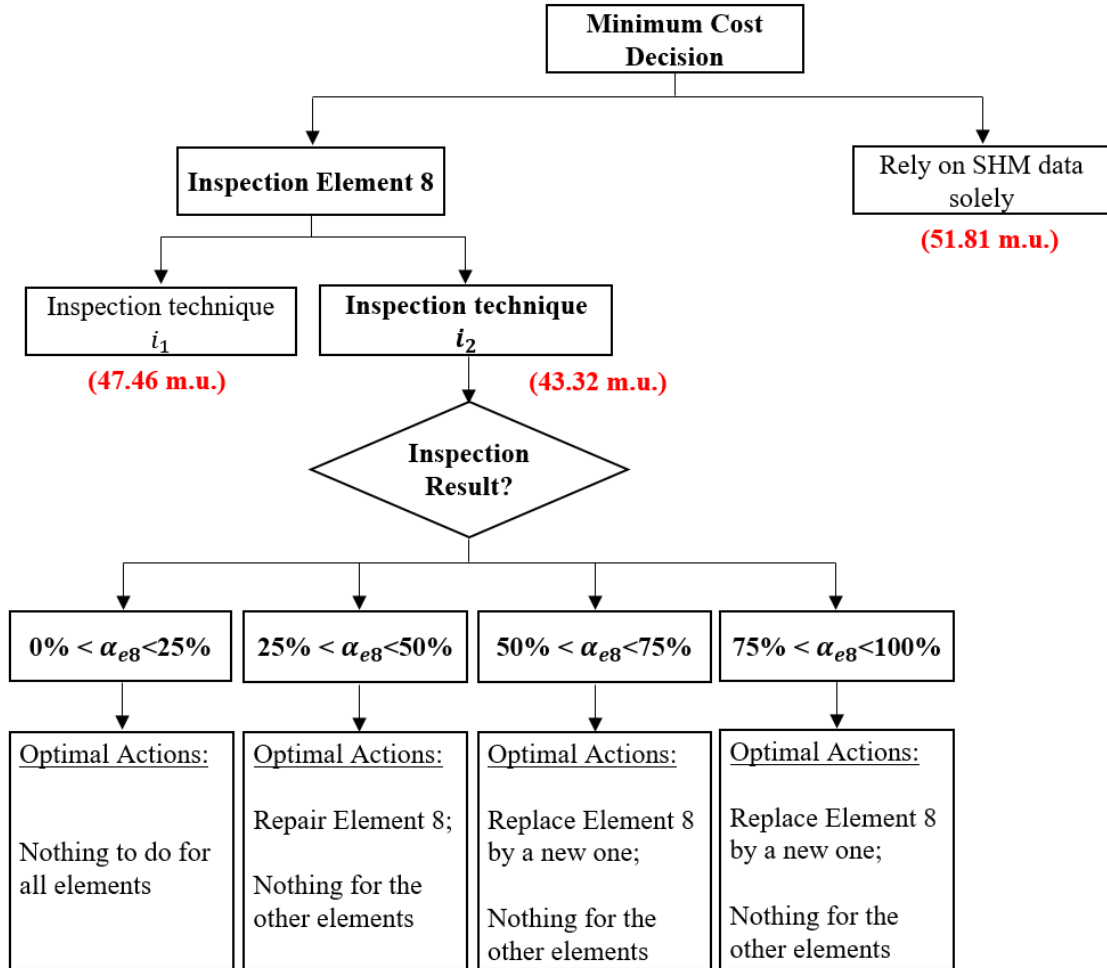 Minimum Cost
Decision
Inspection Element 8
Rely on SHM data
solely
(51.81 m.u.)
Inspection technique
i₁
(47.46 m.u.)
Inspection technique
i₂
(43.32 m.u.)
Inspection
Result?
0% < αₑ₈<25%
25% < αₑ₈<50%
50% < αₑ₈<75%
75% < αₑ₈<100%
Optimal Actions:
Nothing to do for
all elements
Optimal Actions:
Repair Element 8;
Nothing for the
other elements
Optimal Actions:
Replace Element 8
by a new one;
Nothing for the
other elements
Optimal Actions:
Replace Element 8
by a new one;
Nothing for the
other elements